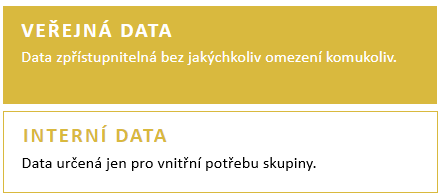 VEŘEJNÁ DATA
Data zpřístupnitelná bez jakýchkoliv omezení komukoliv.
INTERNÍ DATA
Data určená jen pro vnitřní potřebu skupiny.